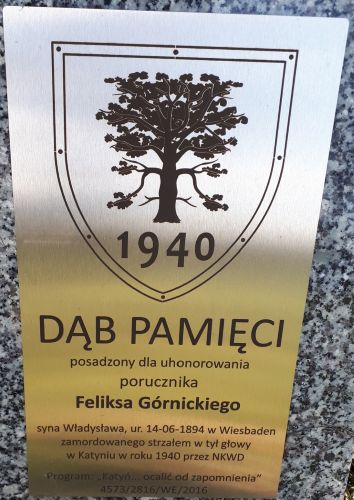 1940
DĄB PAMIĘCI
posadzony dla uhonorowania
porucznika
Feliksa Górnickiego
syna Władysława, ur. 14-06-1894 w Wiesbaden
zamordowanego strzałem w tył głowy
w Katyniu w roku 1940 przez NKWD
Program: „Katyń... ocalić od zapomnienia”
4573/2816/WE/2016